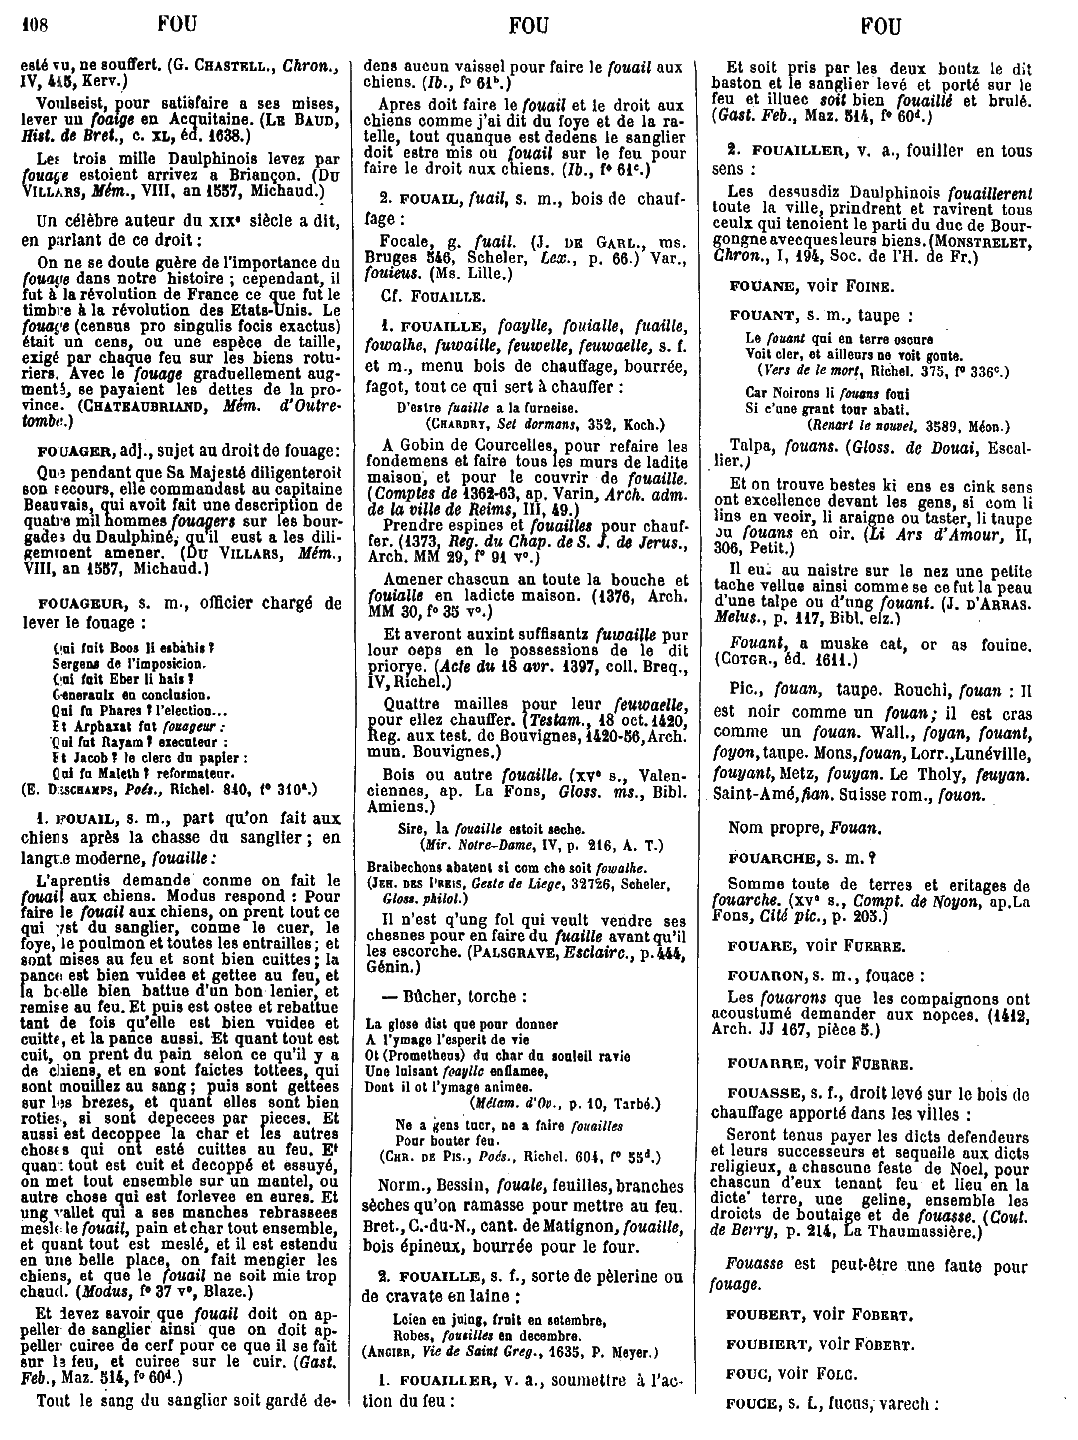 108 FOU FOU FOU
esté vu, ne souffert. (G. CHASTELL., Chron.,
IV, 415, Kerv.)
Voulseist, pour satisfaire a ses mises,
lever un foaige en Acquitaine. (LE BAUD,
Hist. de Bret., c. XL, éd. 1638.)
Les trois mille Daulphinois levez par
fouage estoient arrivez a Briançon. (DU
VILLARS, Mém., VIII, an 1557, Michaud.)
Un célèbre auteur du XIXe siècle a dit,
en parlant de ce droit :
On ne se doute guère de l'importance du
fouage dans notre histoire ; cependant, il
fut à la révolution de France ce que fut le
timbre à la révolution des Etats-Unis. Le
fouage (census pro singulis focis exactus)
était un cens, ou une espèce de taille,
exigé par chaque feu sur les biens rotu-
riers. Avec le fouage graduellement aug-
menté, se payaient les dettes de la pro-
vince. (CHATEAUBRIAND, Mém. d'Outre-
tombe.)
FOUAGER, adj., sujet au droit de fouage:
Que pendant que Sa Majesté diligenteroit
son secours, elle commandast au capitaine
Beauvais, qui avoit fait une description de
quatre mil hommes fouagers sur les bour-
gades du Daulphiné, qu'il eust a les dili-
gemment amener. (DU VILLARS, Mém.,
VIII, an 1557, Michaud.)
FOUAGEUR, s. m., officier chargé de
lever le fouage :
Qui fait Boos li esbahis ?
Sergens de l'imposicion.
Qui fait Eber li hais ?
Generaulx en conclusion.
Qui fu Phares ? l'election...
Et Arphaxat fut fouageur :
Qui fut Rayam ? executeur :
Et Jacob ? le clerc du papier :
Qui fu Maleth ? reformateur.
(E. DESCHAMPS, Poés., Richel. 840, f° 310a.)
1. FOUAIL, s. m., part qu'on fait aux
chiens après la chasse du sanglier ; en
langue moderne, fouaille :
L'aprentis demande conme on fait le
fouail aux chiens. Modus respond : Pour
faire le fouail aux chiens, on prent tout ce
qui yst du sanglier, conme le cuer, le
foye, le poulmon et toutes les entrailles ; et
sont mises au feu et sont bien cuittes ; la
pance est bien vuidee et gettee au feu, et
la boelle bien battue d'un bon lenier, et
remise au feu. Et puis est ostee et rebattue
tant de fois qu'elle est bien vuidee et
cuitte, et la pance aussi. Et quant tout est
cuit, on prent du pain selon ce qu'il y a
de chiens, et en sont faictes tottees, qui
sont mouillez au sang ; puis sont gettees
sur les brezes, et quant elles sont bien
roties, si sont depecees par pieces. Et
aussi est decoppee la char et les autres
choses qui ont esté cuittes au feu. Et
quant tout est cuit et decoppé et essuyé,
on met tout ensemble sur un mantel, ou
autre chose qui est forlevee en eures. Et
ung vallet qui a ses manches rebrassees
mesle le fouail, pain et char tout ensemble,
et quant tout est meslé, et il est estendu
en une belle place, on fait mengier les
chiens, et que le fouail ne soit mie trop
chaud. (Modus, f° 37 v°, Blaze.)
Et devez savoir que fouail doit on ap-
peller de sanglier ainsi que on doit ap-
peller cuiree de cerf pour ce que il se fait
sur le feu, et cuiree sur le cuir. (Gast.
Feb., Maz. 514, f° 60d.)
Tout le sang du sanglier soit gardé de-
dens aucun vaissel pour faire le fouail aux
chiens. (Ib., f° 61b.)
Apres doit faire le fouail et le droit aux
chiens comme j'ai dit du foye et de la ra-
telle, tout quanque est dedens le sanglier
doit estre mis ou fouail sur le feu pour
faire le droit aux chiens. (Ib., f° 61c.)
2. FOUAIL, fuail, s. m., bois de chauf-
fage :
Focale, g. fuail. (J. DE GARL., ms.
Bruges 546, Scheler, Lex., p. 66.) Var.,
fouieus. (Ms. Lille.)
Cf. FOUAILLE.
1. FOUAILLE, foaylle, fouialle, fuaille,
fowalhe, fuwaille, feuwelle, feuwaelle, s. f.
et m., menu bois de chauffage, bourrée,
fagot, tout ce qui sert à chauffer :
D'estre fuaille a la furneise.
(CHARDRY, Set dormans, 352, Koch.)
A Gobin de Courcelles, pour refaire les
fondemens et faire tous les murs de ladite
maison, et pour le couvrir de fouaille.
(Comptes de 1362-63, ap. Varin, Arch. adm.
de la ville de Reims, III, 49.)
Prendre espines et fouailles pour chauf-
fer. (1373, Reg. du Chap. de S. J. de Jerus.,
Arch. MM 29, f° 91 v°.)
Amener chascun an toute la bouche et
fouialle en ladicte maison. (1376, Arch.
MM 30, f° 35 v°.)
Et averont auxint suffisantz fuwaille pur
lour oeps en le possessions de le dit
priorye. (Acte du 18 avr. 1397, coll. Breq.,
IV, Richel.)
Quattre mailles pour leur feuwaelle,
pour ellez chauffer. (Testam., 18 oct. 1420,
Reg. aux test. de Bouvignes, 1420-56, Arch.
mun. Bouvignes.)
Bois ou autre fouaille. (XVe s., Valen-
ciennes, ap. La Fons, Gloss. ms., Bibl.
Amiens.)
Sire, la fouaille estoit seche.
(Mir. Notre-Dame, IV, p. 216, A. T.)
Braibechons abatent si com che soit fowalhe.
(JEH. DES PREIS, Geste de Liege, 32726, Scheler,
Gloss. philol.)
Il n'est q'ung fol qui veult vendre ses
chesnes pour en faire du fuaille avant qu'il
les escorche. (PALSGRAVE, Esclairc., p. 444,
Génin.)
— Bûcher, torche :
La glose dist que pour donner
A l'ymage l'esperit de vie
Ot (Prometheus) du char du souleil ravie
Une luisant foaylle enflamee,
Dont il ot l'ymage animee.
(Métam. d'Ov., p. 10, Tarbé.)
Ne a gens tuer, ne a faire fouailles
Pour bouter feu.
(CHR. DE PIS., Poés., Richel. 604, f° 55d.)
Norm., Bessin, fouale, feuilles, branches
sèches qu'on ramasse pour mettre au feu.
Bret., C.-du-N., cant. de Matignon, fouaille,
bois épineux, bourrée pour le four.
2. FOUAILLE, s. f., sorte de pèlerine ou
de cravate en laine :
Loien en juing, fruit en setembre,
Robes, fousilles en decembre.
(ANGIER, Vie de Saint Greg., 1635, P. Meyer.)
1. FOUAILLER, v. a., soumettre à l'ac-
tion du feu :
Et soit pris par les deux boutz le dit
baston et le sanglier levé et porté sur le
feu et illuec soit bien fouaillé et brulé.
(Gast. Feb., Maz. 514, f° 60d.)
2. FOUAILLER, v. a., fouiller en tous
sens :
Les dessusdiz Daulphinois fouaillerent
toute la ville, prindrent et ravirent tous
ceulx qui tenoient le parti du duc de Bour-
gongne avecques leurs biens. (MONSTRELET,
Chron., I, 194, Soc. de l'H. de Fr.)
FOUANE, voir FOINE.
FOUANT, s. m., taupe :
Le fouant qui en terre oscure
Voit cler, et ailleurs ne voit goute.
(Vers de le mort, Richel. 375, f° 336c.)
Car Noirons li fouans foui
Si c'une grant tour abati.
(Renart le nouvel, 3589, Méon.)
Talpa, fouans. (Gloss. de Douai, Escal-
lier.)
Et on trouve bestes ki ens es cink sens
ont excellence devant les gens, si com li
lins en veoir, li araigne ou taster, li taupe
ou fouans en oir. (Li Ars d'Amour, II,
306, Petit.)
Il eut au naistre sur le nez une petite
tache vellue ainsi comme se ce fut la peau
d'une talpe ou d'ung fouant. (J. D'ARRAS.
Melus., p. 117, Bibl. elz.)
Fouant, a muske cat, or as fouine.
(COTGR., éd. 1611.)
Pic., fouan, taupe. Rouchi, fouan : Il
est noir comme un fouan; il est cras
comme un fouan. Wall., foyan, fouant,
foyon, taupe. Mons, fouan, Lorr., Lunéville,
fouyant, Metz, fouyan. Le Tholy, feuyan.
Saint-Amé, fian. Suisse rom., fouon.
Nom propre, Fouan.
FOUARCHE, s. m. ?
Somme toute de terres et eritages de
fouarche. (XVe s., Compt. de Noyon, ap. La
Fons, Cité pic., p. 205.)
FOUARE, voir FUERRE.
FOUARON, s. m., fouace :
Les fouarons que les compaignons ont
acoustumé demander aux nopces. (1412,
Arch. JJ 167, pièce 5.)
FOUARRE, voir FUERRE.
FOUASSE, s. f., droit levé sur le bois de
chauffage apporté dans les villes :
Seront tenus payer les dicts defendeurs
et leurs successeurs et sequelle aux dicts
religieux, a chascune feste de Noel, pour
chascun d'eux tenant feu et lieu en la
dicte terre, une geline, ensemble les
droicts de boutaige et de fouasse. (Cout.
de Berry, p. 214, La Thaumassière.)
Fouasse est peut-être une faute pour
fouage.
FOUBERT, voir FOBERT.
FOUBIERT, voir FOBERT.
FOUC, voir FOLC.
FOUCE, s. f., fucus, varech :